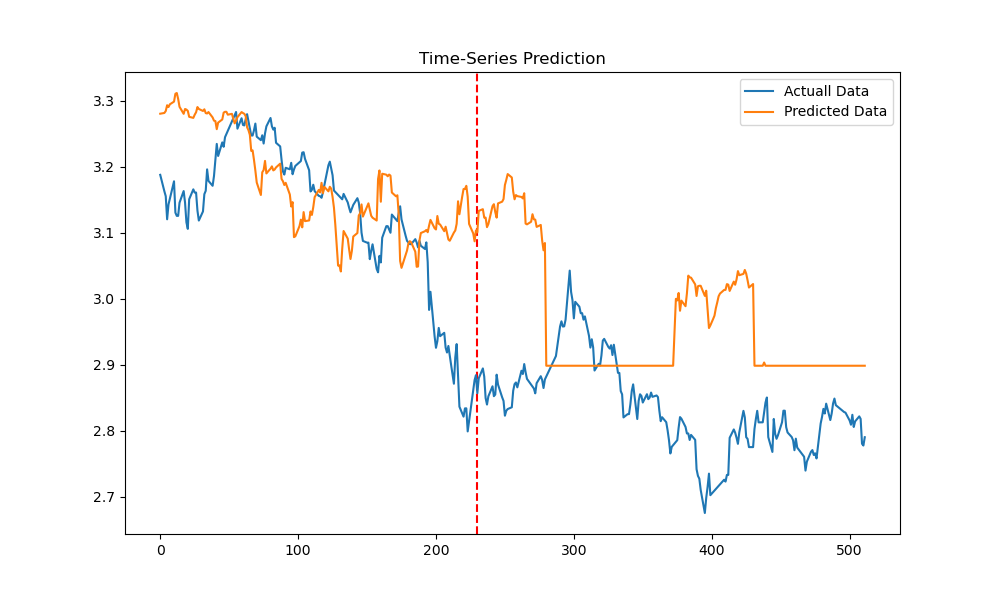 Time-Series Prediction
Actuall Data
Predicted Data
3.3
3.2
3.1
3.0
2.9
2.8
2.7
0 100 200 300 400 500